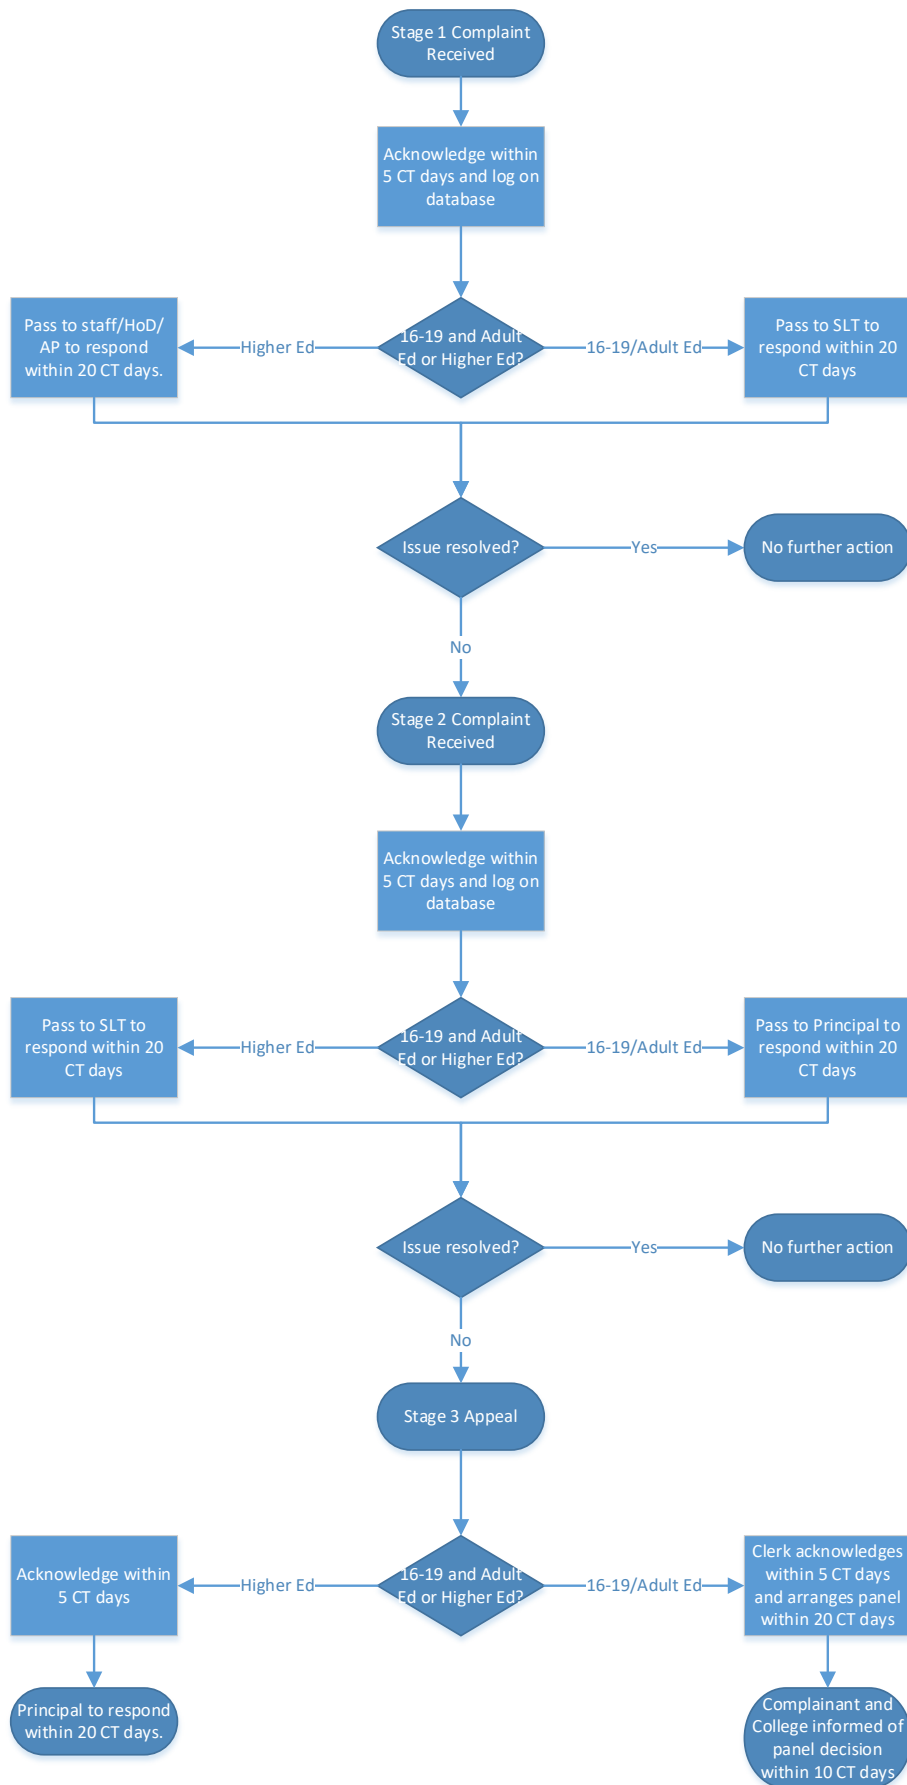 Stage 1 Complaint
Received
Acknowledge within
5 CT days and log on
database
Pass to staff/HoD/
AP to respond
within 20 CT days.
Higher Ed
16-19 and Adult
Ed or Higher Ed?
16-19/Adult Ed
Pass to SLT to
respond within 20
CT days
Issue resolved?
Yes
No further action
No
Stage 2 Complaint
Received
Acknowledge within
5 CT days and log on
database
Pass to SLT to
respond within 20
CT days
Higher Ed
16-19 and Adult
Ed or Higher Ed?
16-19/Adult Ed
Pass to Principal to
respond within 20
CT days
Issue resolved?
Yes
No further action
No
Stage 3 Appeal
Acknowledge within
5 CT days
Higher Ed
16-19 and Adult
Ed or Higher Ed?
16-19/Adult Ed
Clerk acknowledges
within 5 CT days
and arranges panel
within 20 CT days
Principal to respond
within 20 CT days.
Complainant and
College informed of
panel decision
within 10 CT days